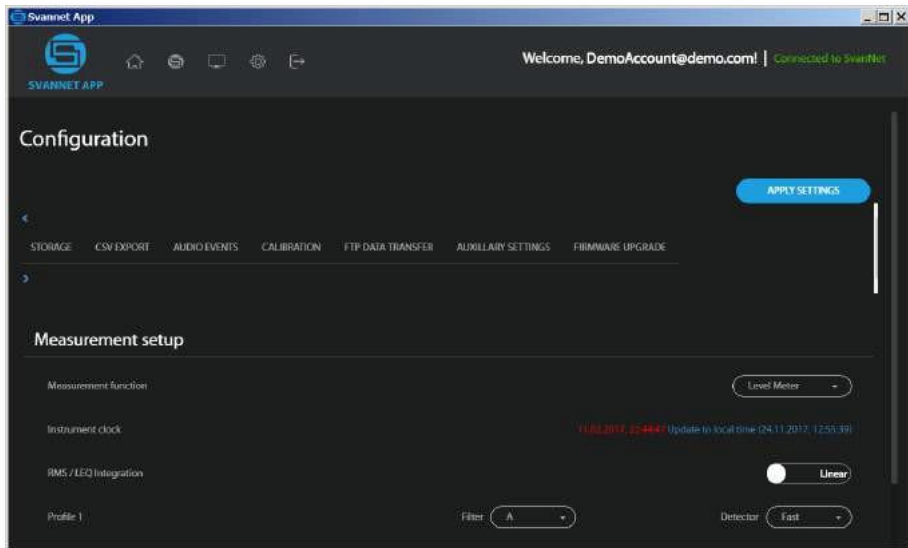 Svannet App
SVANNET APP
Welcome, DemoAccount@demo.com! | Connected to SvanNet
Configuration
APPLY SETTINGS
STORAGE CSV EXPORT AUDIO EVENTS CALIBRATION FTP DATA TRANSFER AUXILLARY SETTINGS FIRMWARE UPGRADE
Measurement setup
Measurement function Level Meter
Instrument clock Update to local time (24.11.2017, 12:55:39)
RMS / LEQ Integration Linear
Profile 1 Filter A Detector Fast